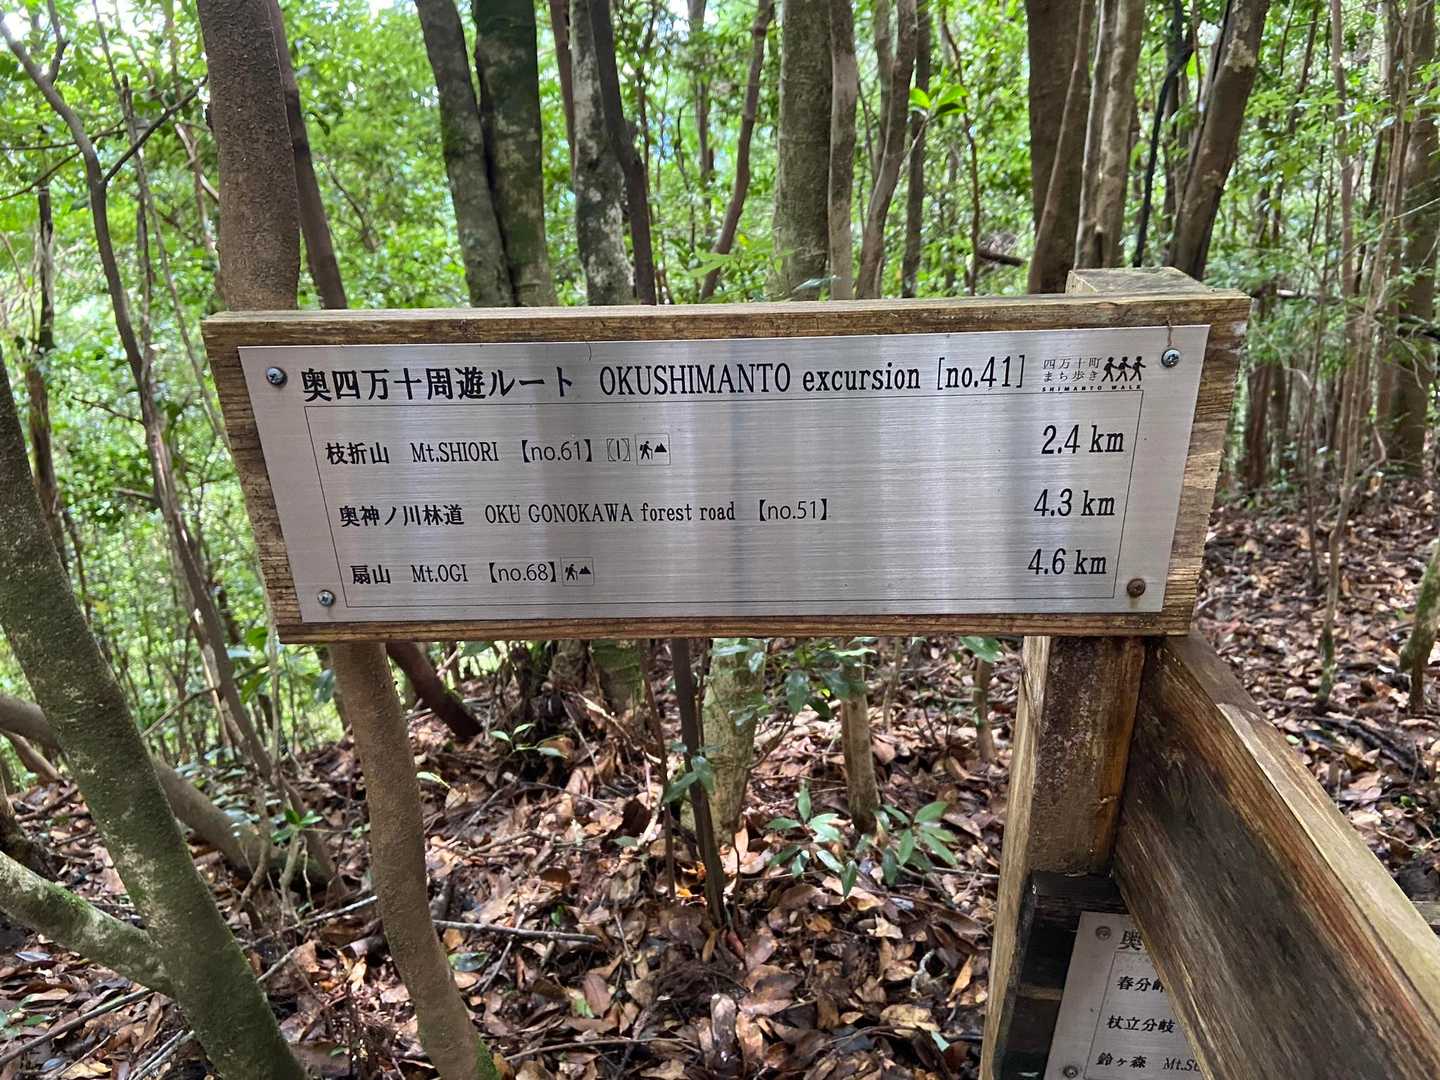 奥四万十周遊ルート OKUSHIMANTO excursion [no.41]
四万十町
まち歩き
SHIMANTO WALK
枝折山 Mt.SHIORI 【no.61】 2.4 km
奥神ノ川林道 OKU GONOKAWA forest road 【no.51】 4.3 km
扇山 Mt.OGI 【no.68】 4.6 km
奥
春分峠
杖立分岐
鈴ヶ森